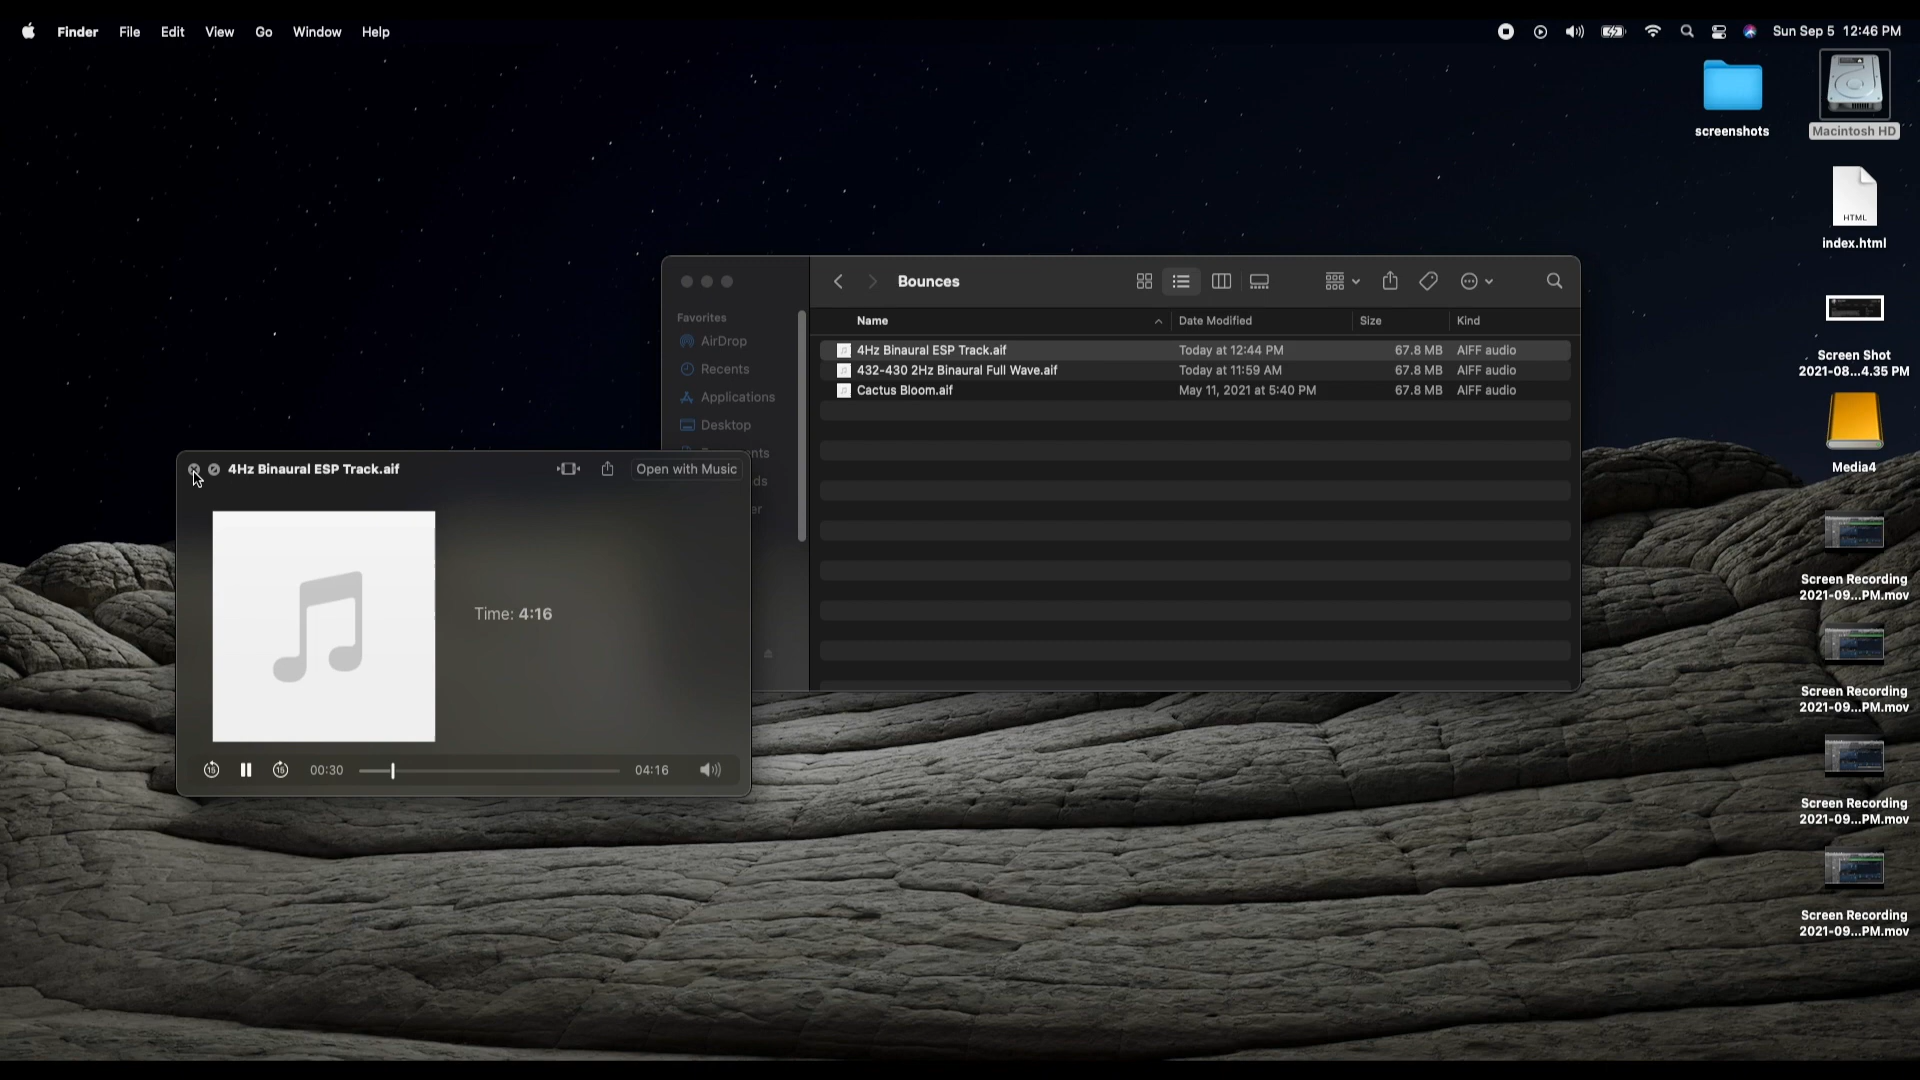 Finder File Edit View Go Window Help
Sun Sep 5 12:46 PM
screenshots
Macintosh HD
HTML
index.html
Screen Shot
2021-08...4.35 PM
Media4
Screen Recording
2021-09...PM.mov
Screen Recording
2021-09...PM.mov
Screen Recording
2021-09...PM.mov
Screen Recording
2021-09...PM.mov
Bounces
Favorites
AirDrop
Recents
Applications
Desktop
ents
ds
er
Name Date Modified Size Kind
4Hz Binaural ESP Track.aif Today at 12:44 PM 67.8 MB AIFF audio
432-430 2Hz Binaural Full Wave.aif Today at 11:59 AM 67.8 MB AIFF audio
Cactus Bloom.aif May 11, 2021 at 5:40 PM 67.8 MB AIFF audio
4Hz Binaural ESP Track.aif Open with Music
Time: 4:16
15 15 00:30 04:16